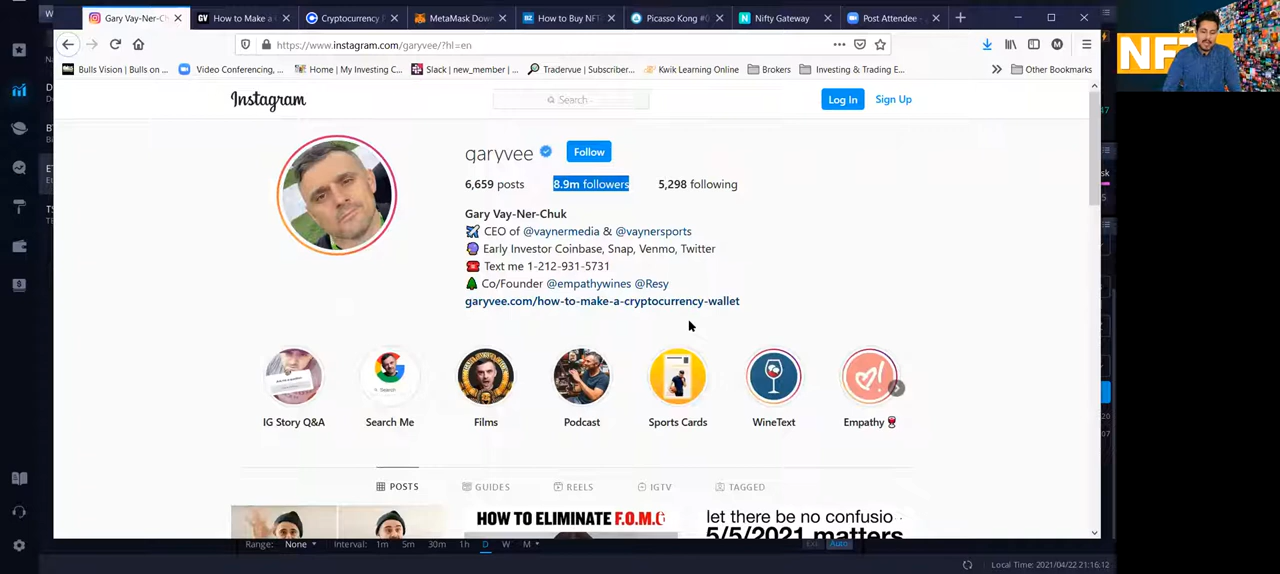 Gary Vay-Ner-Chuk
How to Make a C
Cryptocurrency P
MetaMask Down
How to Buy NFT
Picasso Kong #0
Nifty Gateway
Post Attendee -
https://www.instagram.com/garyvee/?hl=en
Bulls Vision | Bulls on ...
Video Conferencing, ...
Home | My Investing C...
Slack | new_member | ...
Tradervue | Subscriber...
Kwik Learning Online
Brokers
Investing & Trading E...
Other Bookmarks
NFT
Instagram
Search
Log In
Sign Up
garyvee
Follow
6,659 posts
8.9m followers
5,298 following
Gary Vay-Ner-Chuk
CEO of @vaynermedia & @vaynersports
Early Investor Coinbase, Snap, Venmo, Twitter
Text me 1-212-931-5731
Co/Founder @empathywines @Resy
garyvee.com/how-to-make-a-cryptocurrency-wallet
IG Story Q&A
Search Me
Films
Podcast
Sports Cards
WineText
Empathy
POSTS
GUIDES
REELS
IGTV
TAGGED
HOW TO ELIMINATE F.O.M.O
let there be no confusio
5/5/2021 matters
Range: None
Interval: 1m 5m 30m 1h D W M
Auto
Local Time: 2021/04/22 21:16:12